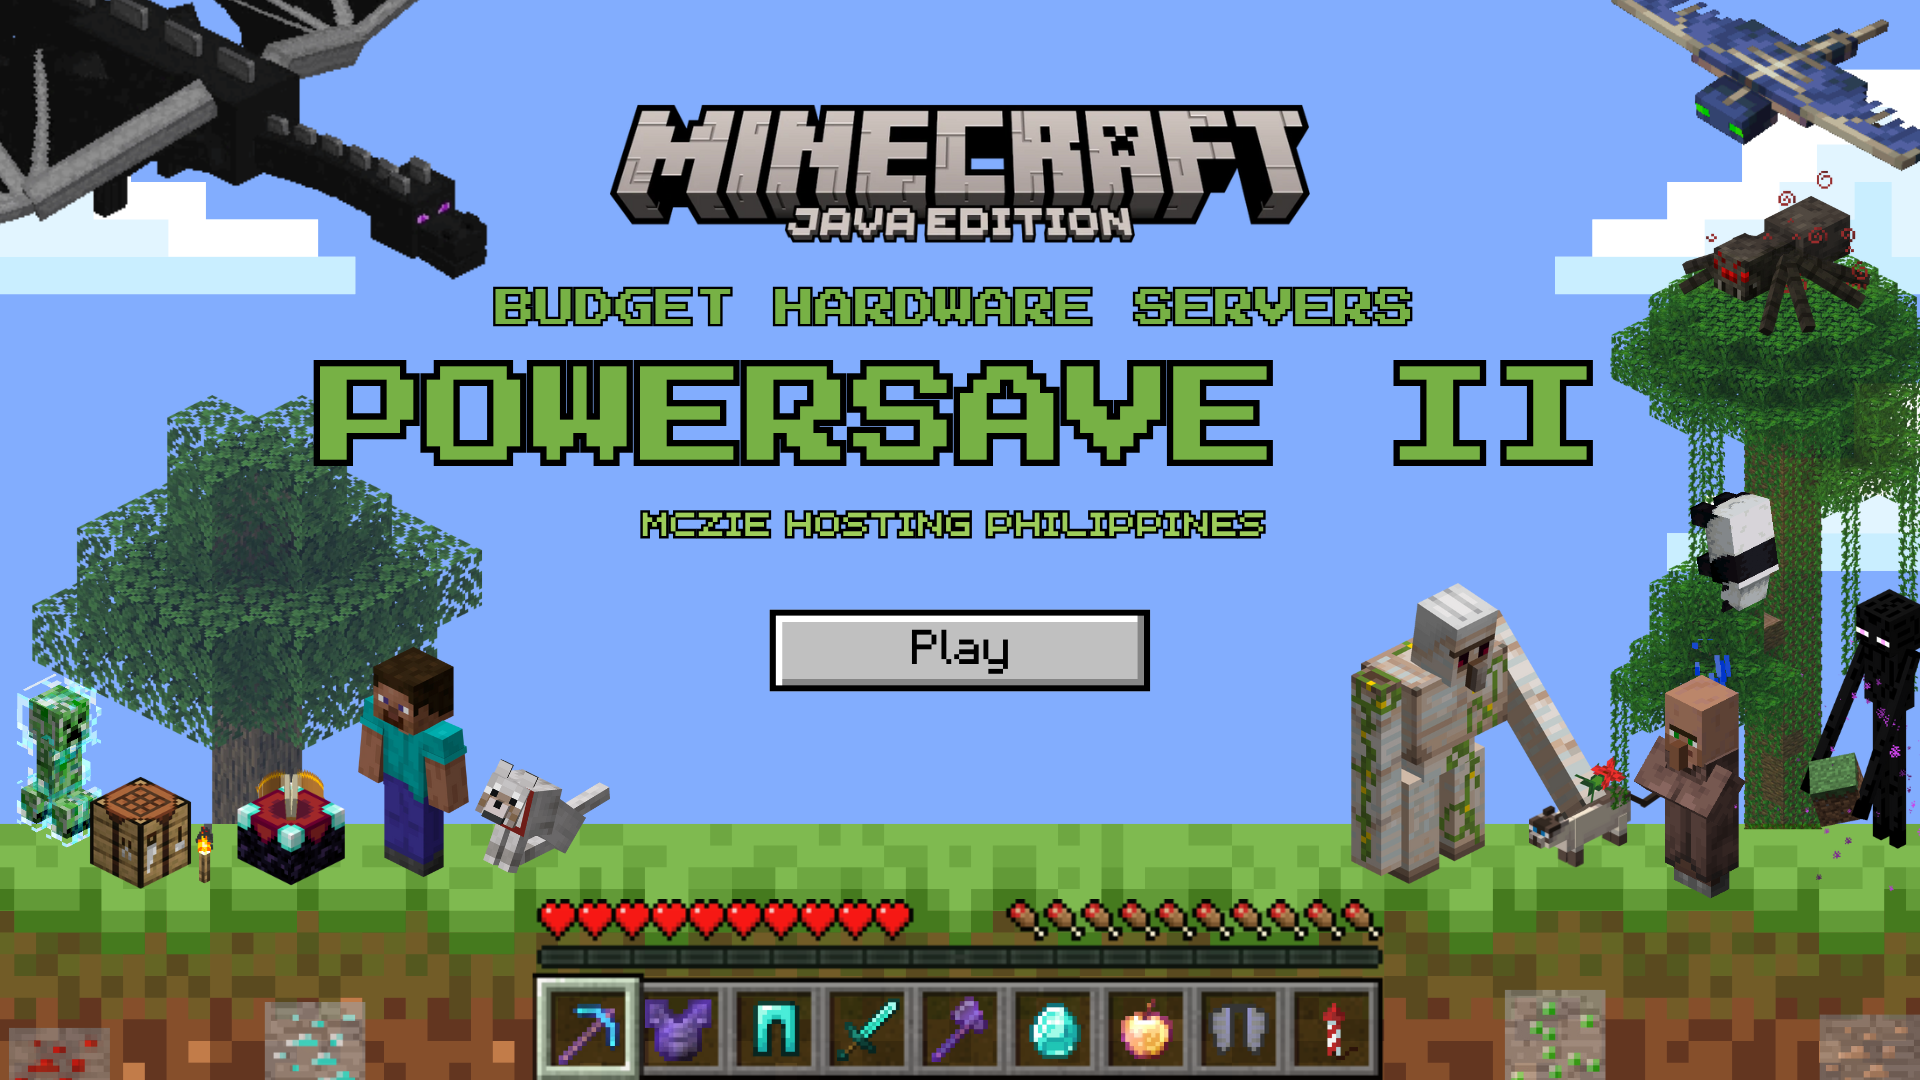 MINECRAFT
JAVA EDITION
BUDGET HARDWARE SERVERS
POWERSAVE II
MCZIE HOSTING PHILIPPINES
Play